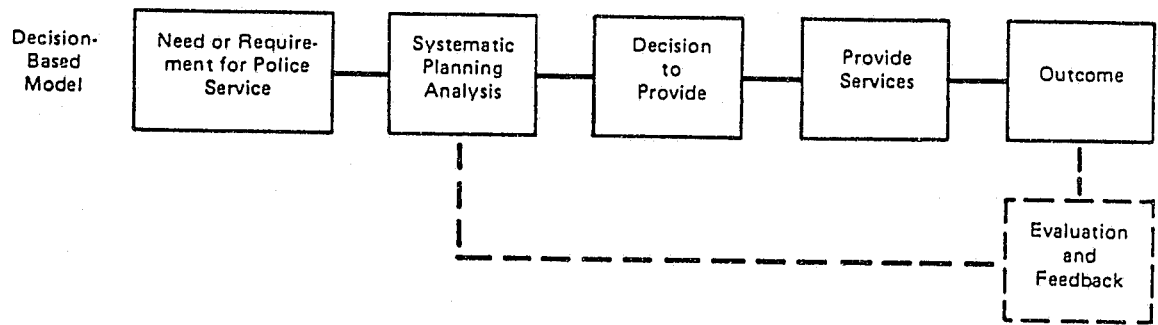 Decision-
Based
Model
Need or Require-
ment for Police
Service
Systematic
Planning
Analysis
Decision
to
Provide
Provide
Services
Outcome
Evaluation
and
Feedback